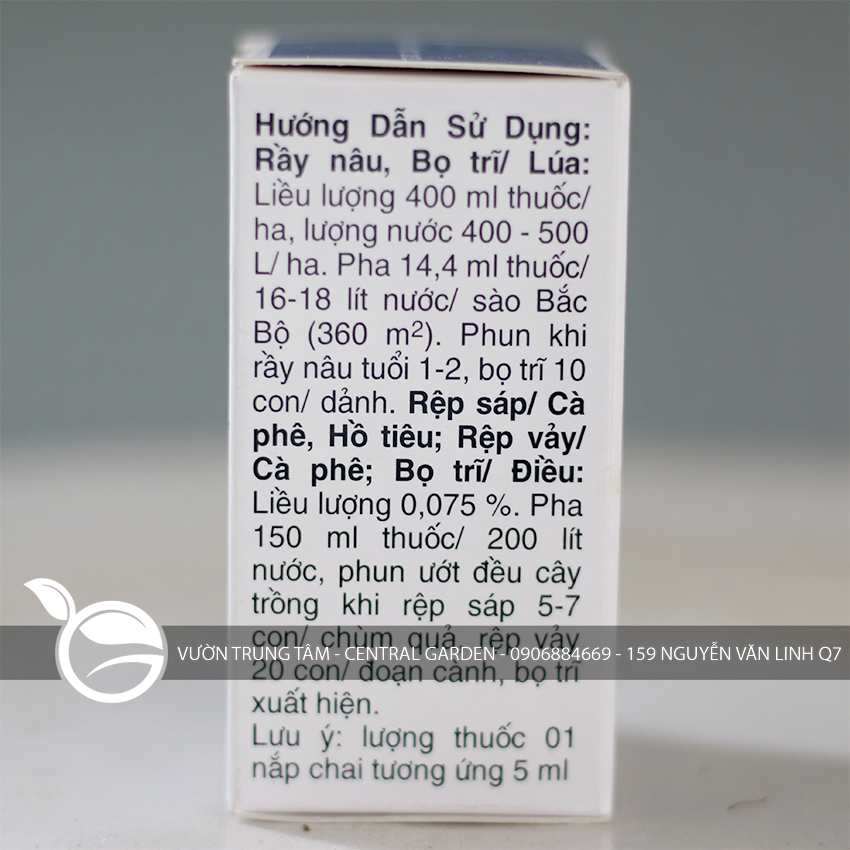 Hướng Dẫn Sử Dụng:
Rầy nâu, Bọ trĩ/ Lúa:
Liều lượng 400 ml thuốc/
ha, lượng nước 400 - 500
L/ ha. Pha 14,4 ml thuốc/
16-18 lít nước/ sào Bắc
Bộ (360 m²). Phun khi
rầy nâu tuổi 1-2, bọ trĩ 10
con/ dảnh. Rệp sáp/ Cà
phê, Hồ tiêu; Rệp vảy/
Cà phê; Bọ trĩ/ Điều:
Liều lượng 0,075 %. Pha
150 ml thuốc/ 200 lít
nước, phun ướt đều cây
trồng khi rệp sáp 5-7
con/ chùm quả, rệp vảy
VƯỜN TRUNG TÂM - CENTRAL GARDEN - 0906884669 - 159 NGUYỄN VĂN LINH Q7
20 con/ đoạn cành, bọ trĩ
xuất hiện.
Lưu ý: lượng thuốc 01
nắp chai tương ứng 5 ml